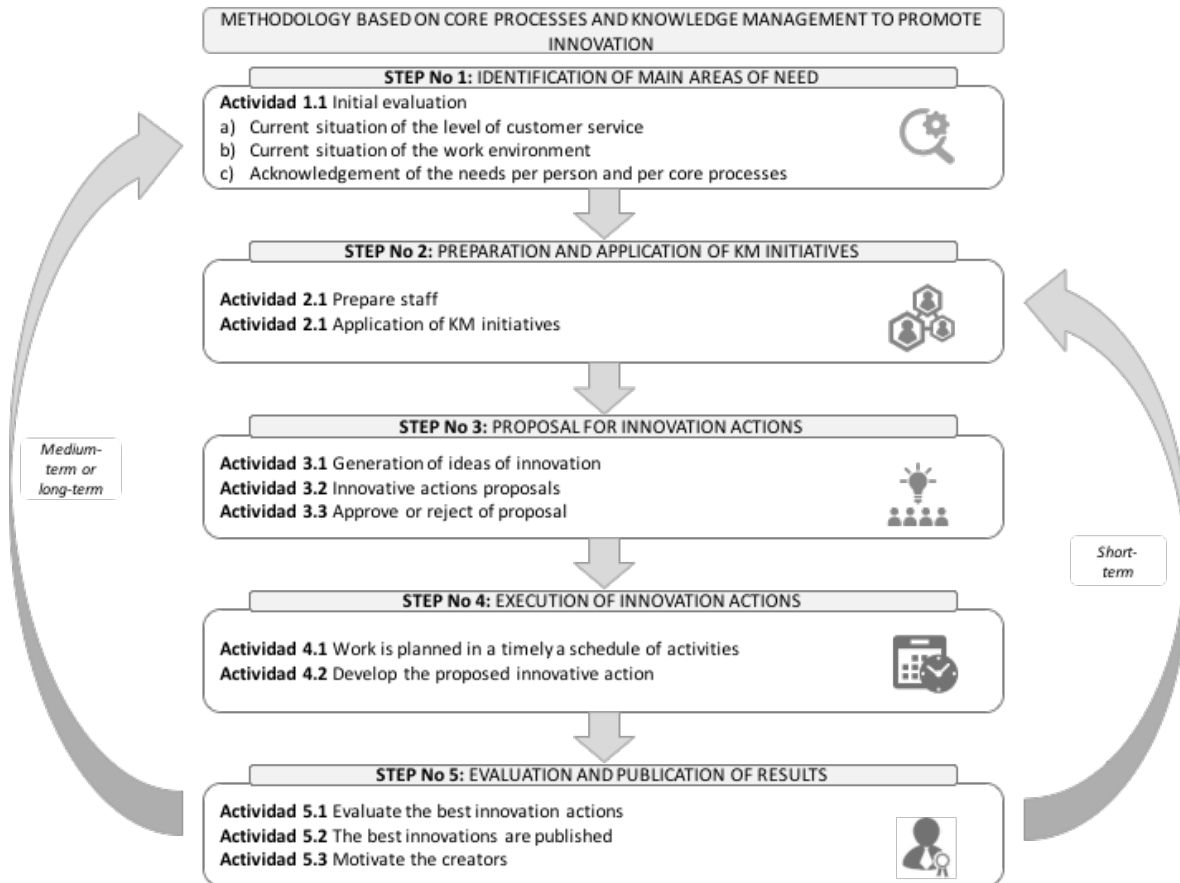 METHODOLOGY BASED ON CORE PROCESSES AND KNOWLEDGE MANAGEMENT TO PROMOTE
INNOVATION
STEP No 1: IDENTIFICATION OF MAIN AREAS OF NEED
Actividad 1.1 Initial evaluation
a) Current situation of the level of customer service
b) Current situation of the work environment
c) Acknowledgement of the needs per person and per core processes
STEP No 2: PREPARATION AND APPLICATION OF KM INITIATIVES
Actividad 2.1 Prepare staff
Actividad 2.1 Application of KM initiatives
STEP No 3: PROPOSAL FOR INNOVATION ACTIONS
Actividad 3.1 Generation of ideas of innovation
Actividad 3.2 Innovative actions proposals
Actividad 3.3 Approve or reject of proposal
Medium-
term or
long-term
Short-
term
STEP No 4: EXECUTION OF INNOVATION ACTIONS
Actividad 4.1 Work is planned in a timely a schedule of activities
Actividad 4.2 Develop the proposed innovative action
STEP No 5: EVALUATION AND PUBLICATION OF RESULTS
Actividad 5.1 Evaluate the best innovation actions
Actividad 5.2 The best innovations are published
Actividad 5.3 Motivate the creators